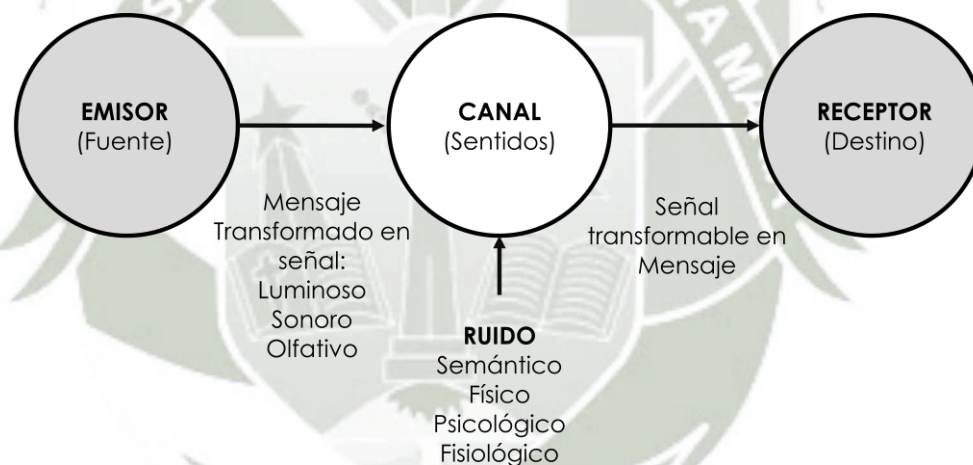 EMISOR
(Fuente)
CANAL
(Sentidos)
RECEPTOR
(Destino)
Mensaje
Transformado en
señal:
Luminoso
Sonoro
Olfativo
Señal
transformable en
Mensaje
RUIDO
Semántico
Físico
Psicológico
Fisiológico